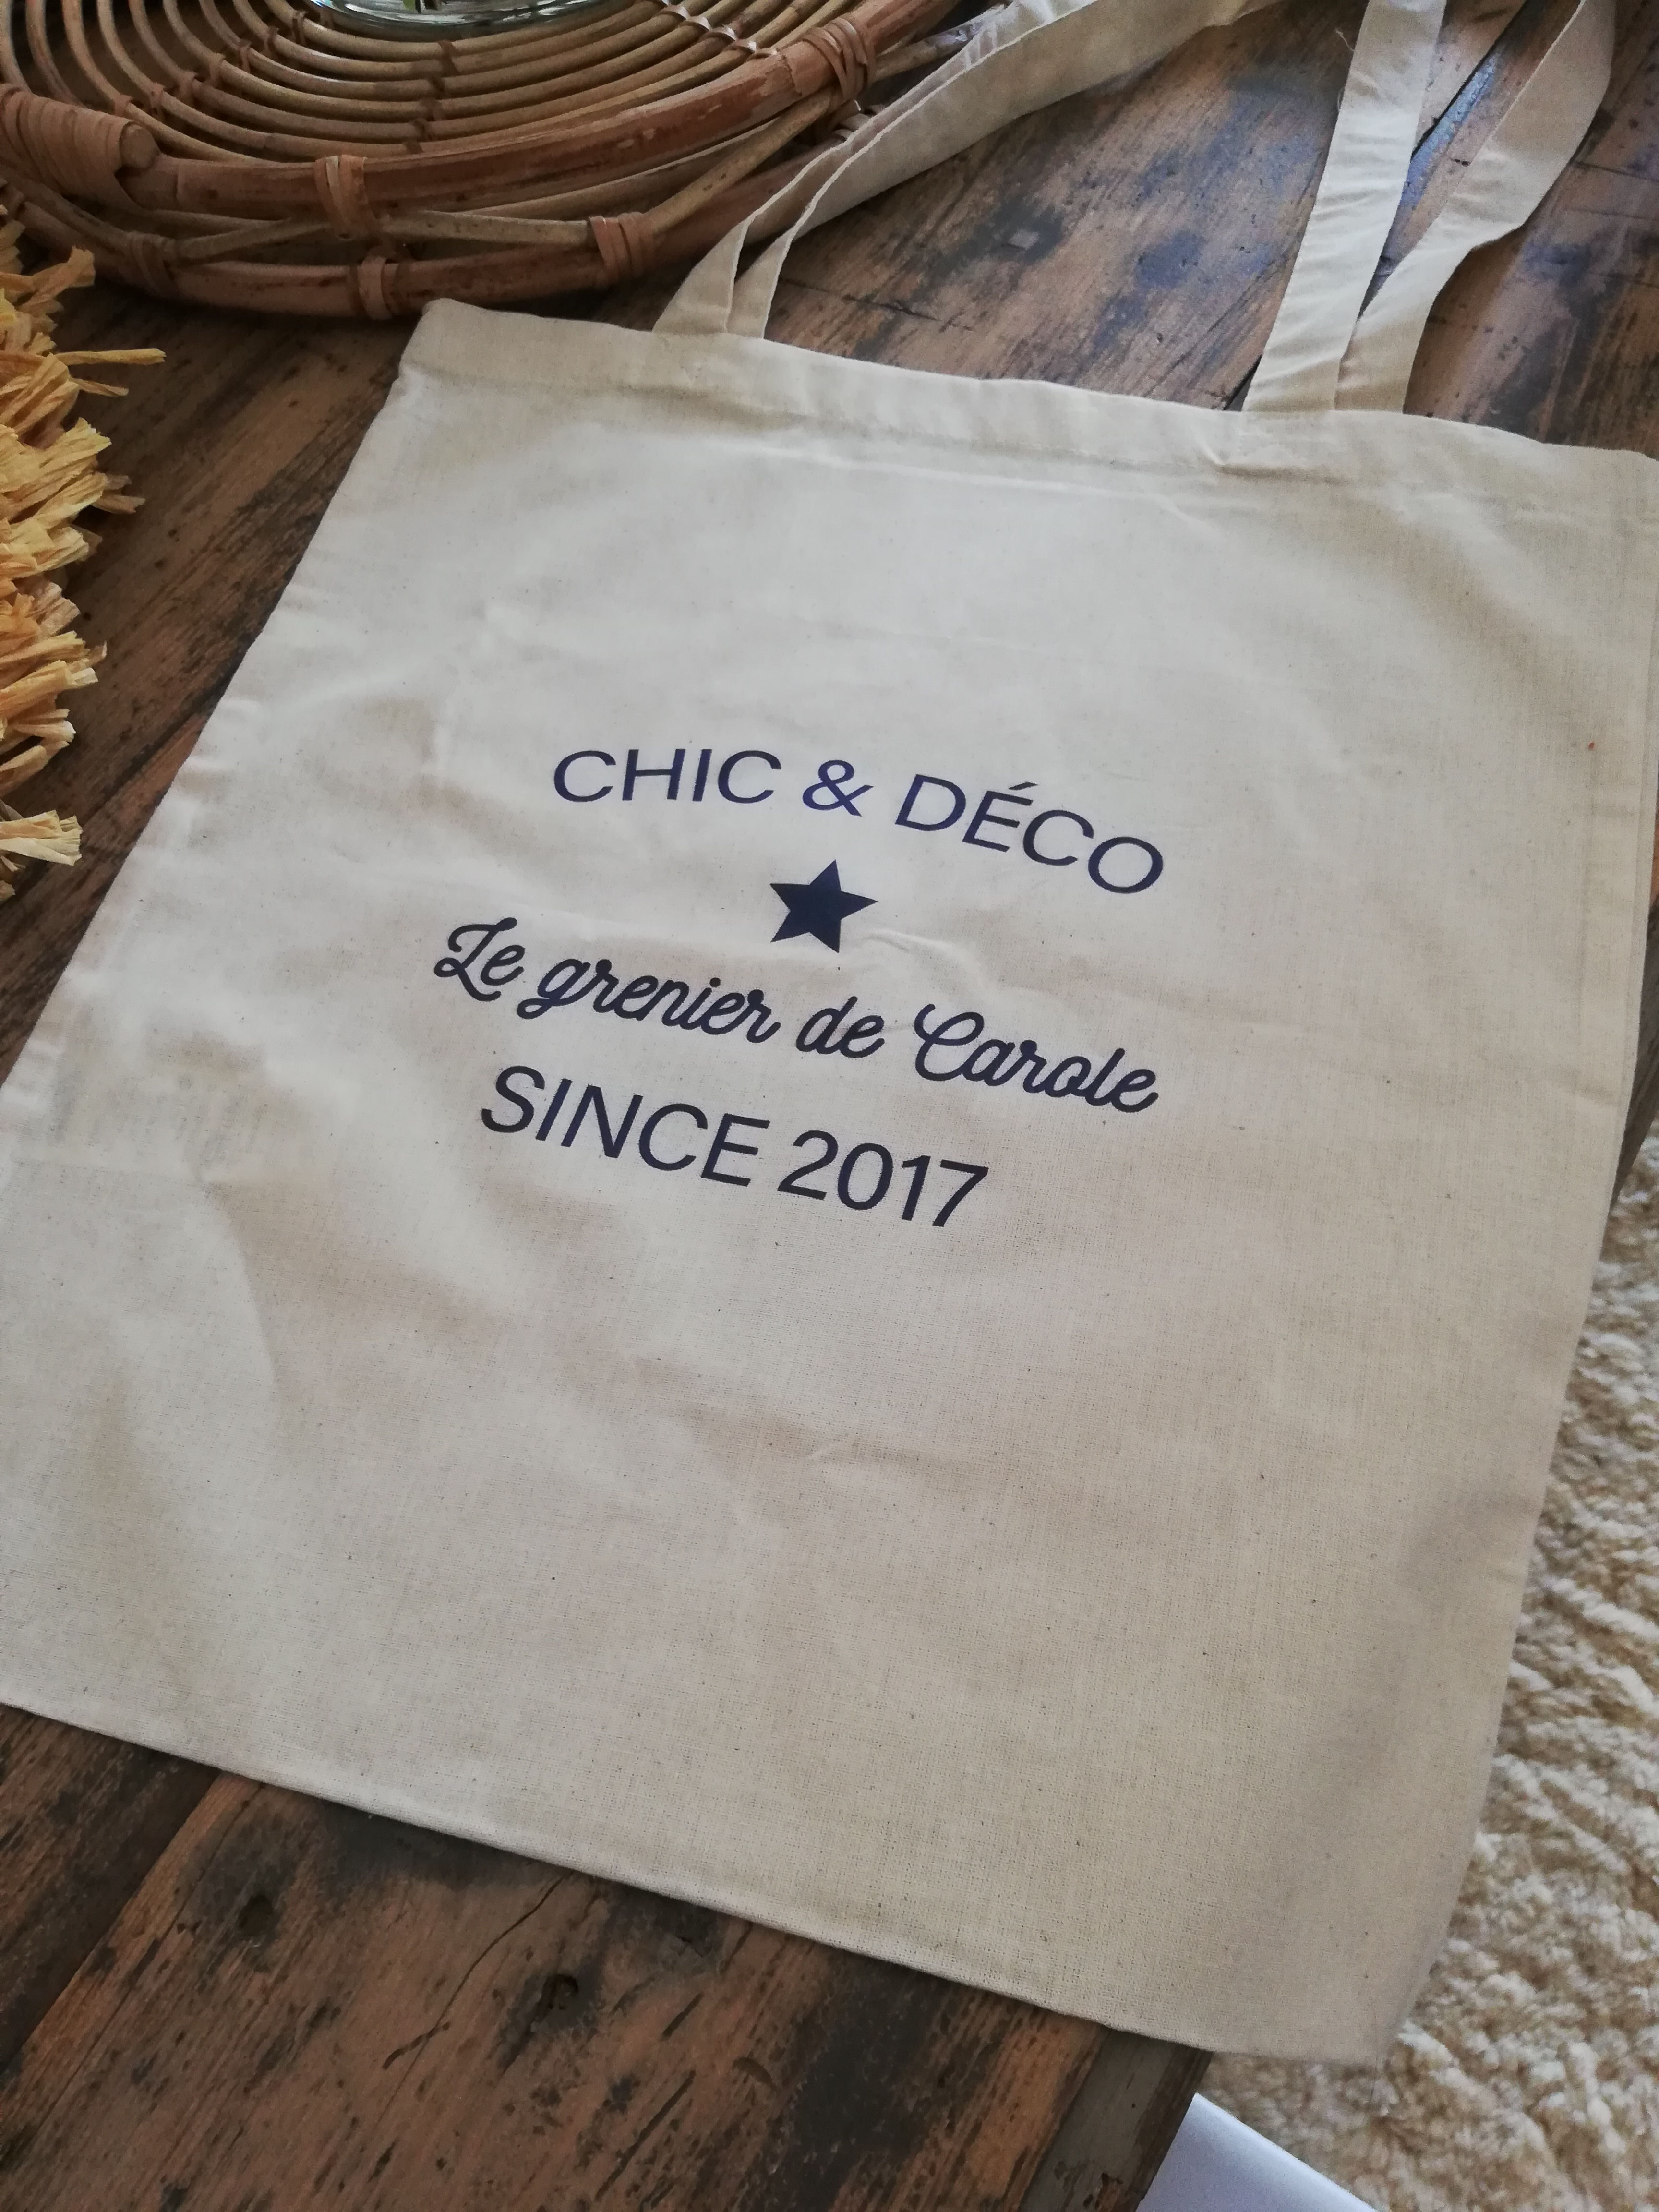 CHIC & DÉCO
Le grenier de Carole
SINCE 2017